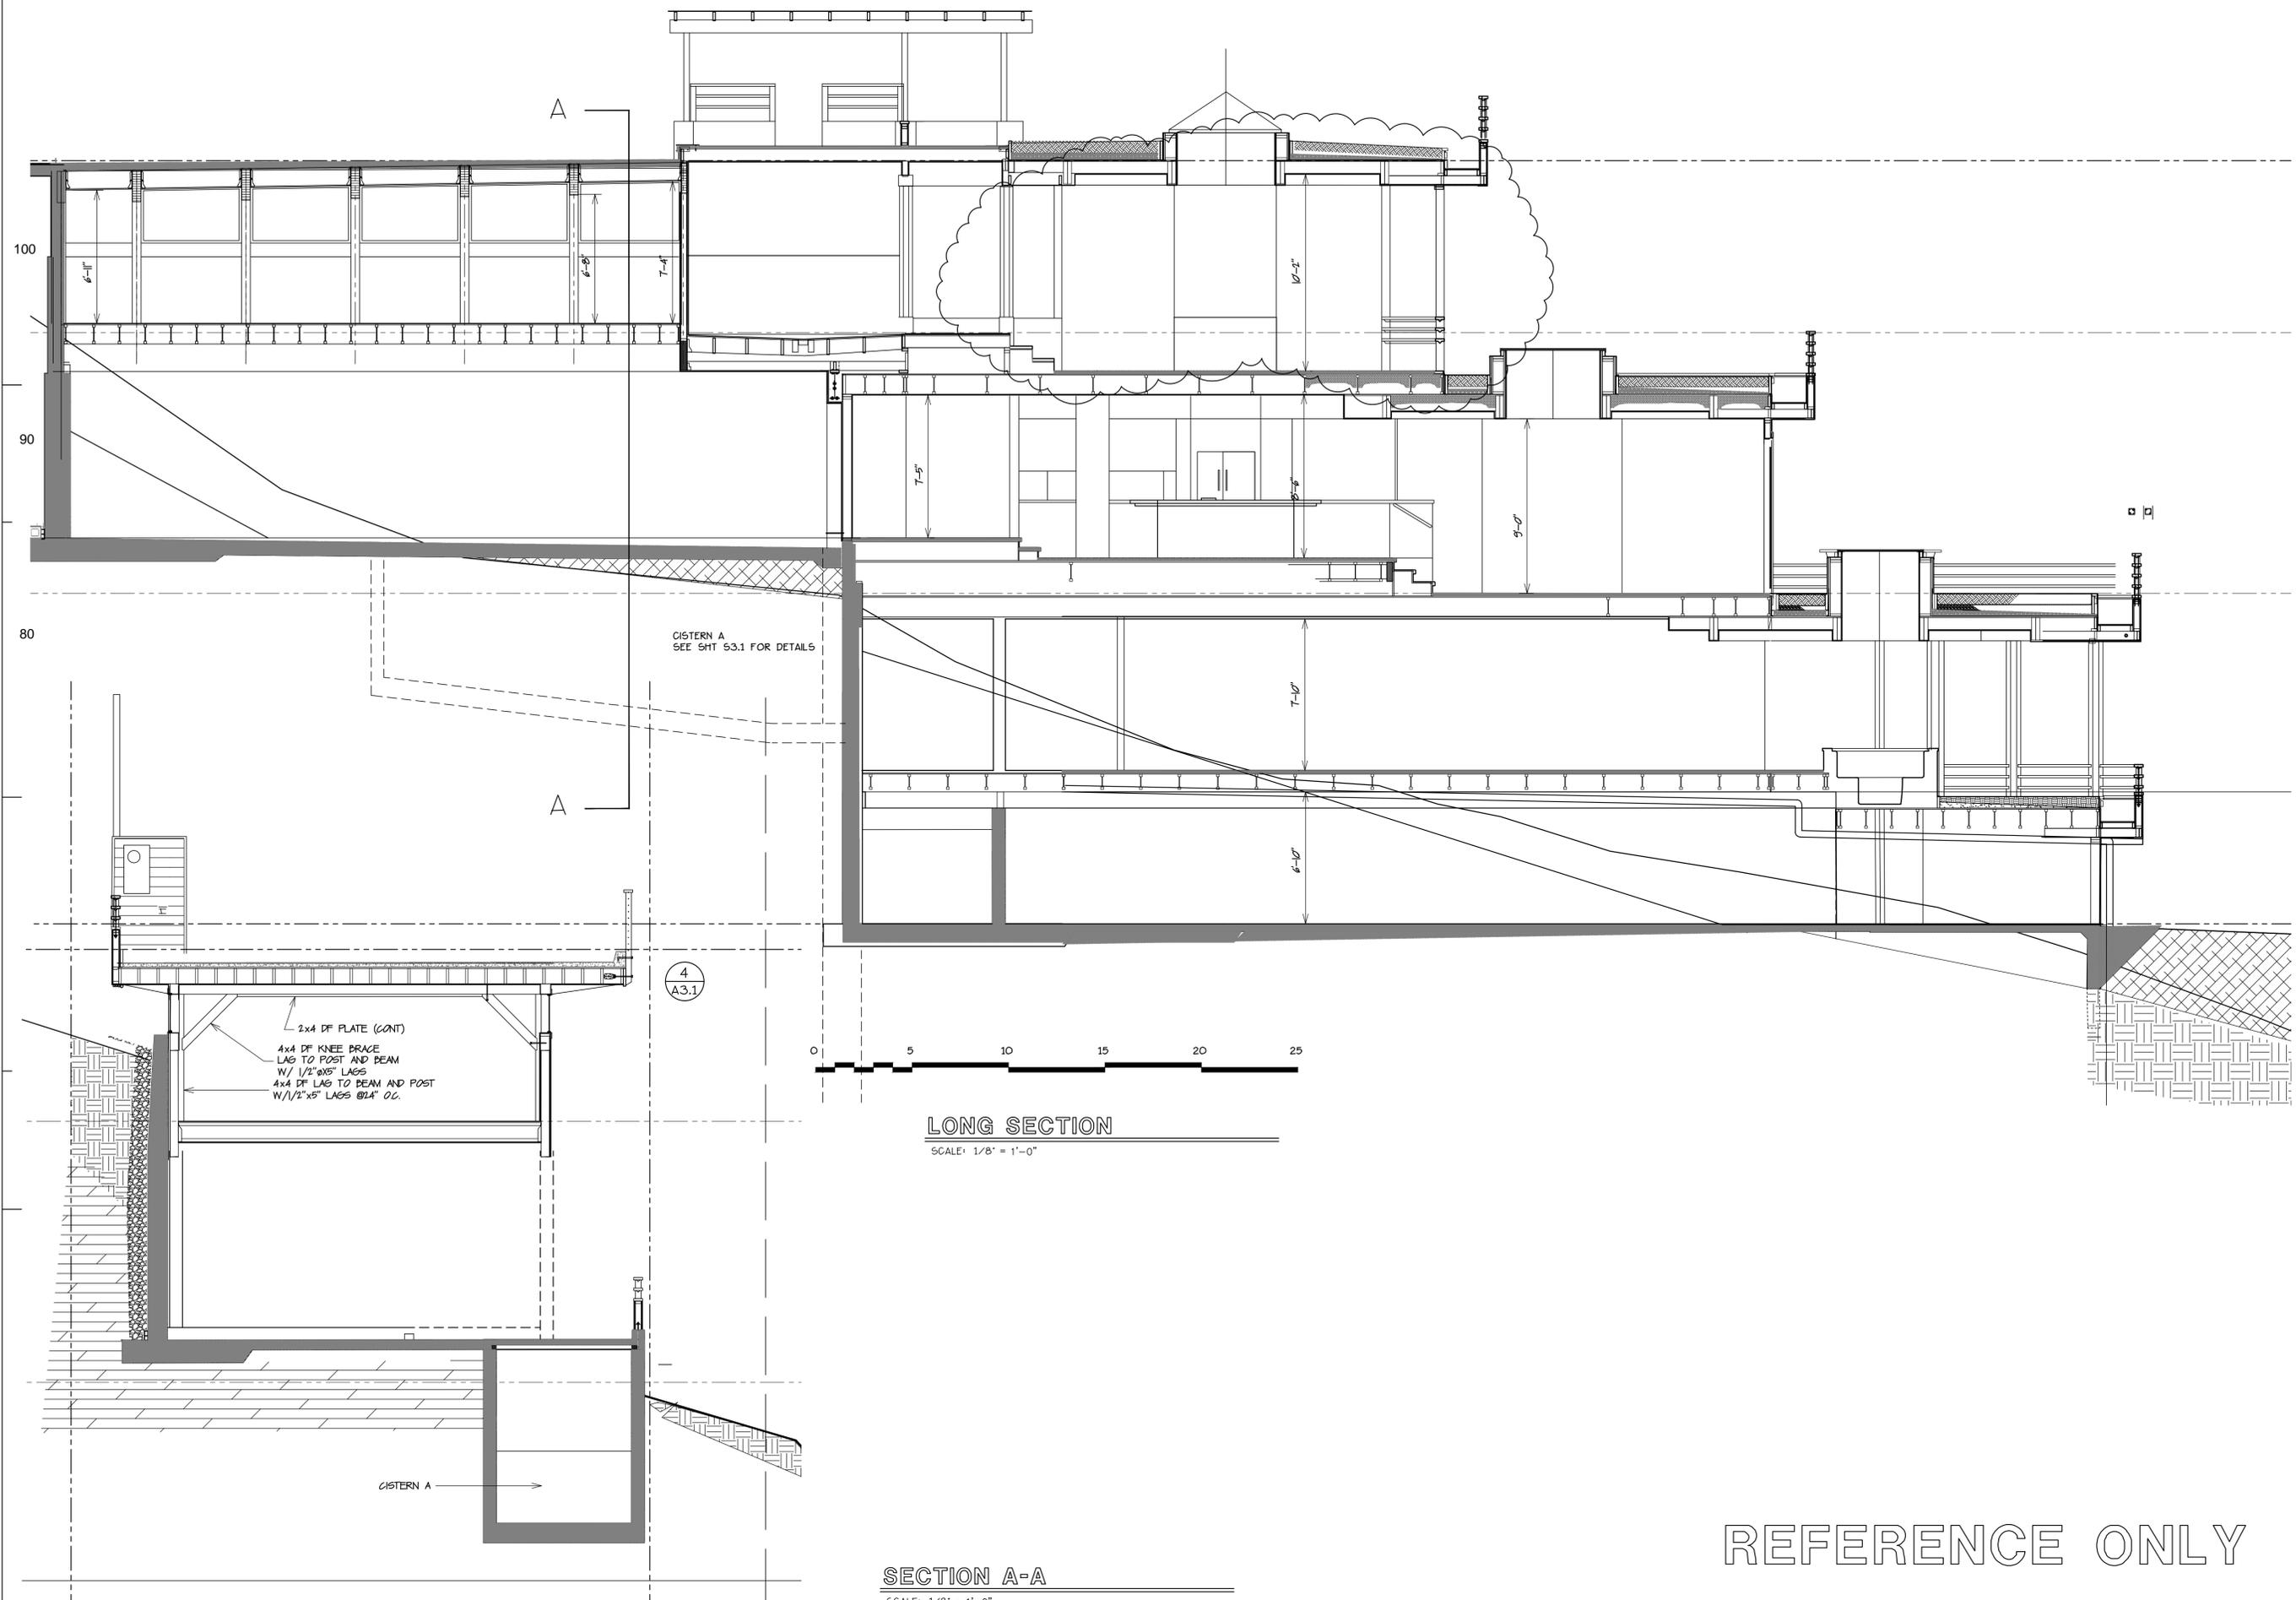 A
100
6'-11"
6'-8"
7'-4"
10'-2"
90
7'-5"
8'-6"
9'-0"
80
CISTERN A
SEE SHT S3.1 FOR DETAILS
7'-10"
A
6'-10"
4
A3.1
2x4 DF PLATE (CONT)
4x4 DF KNEE BRACE
LAG TO POST AND BEAM
W/ 1/2"øX5" LAGS
4x4 DF LAG TO BEAM AND POST
W/1/2"x5" LAGS @24" O.C.
0 5 10 15 20 25
LONG SECTION
SCALE: 1/8" = 1'-0"
CISTERN A
REFERENCE ONLY
SECTION A-A